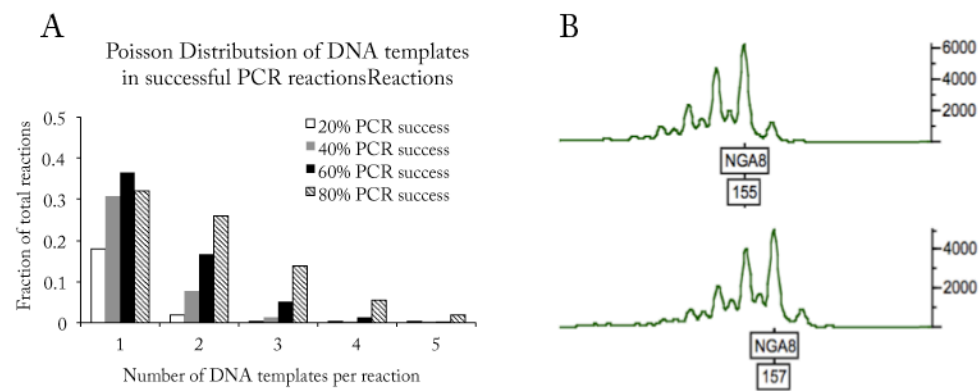 A
Poisson Distributsion of DNA templates
in successful PCR reactionsReactions
0.5
0.4
0.3
0.2
0.1
0
Fraction of total reactions
20% PCR success
40% PCR success
60% PCR success
80% PCR success
1 2 3 4 5
Number of DNA templates per reaction
B
6000
4000
2000
NGA8
155
4000
2000
NGA8
157